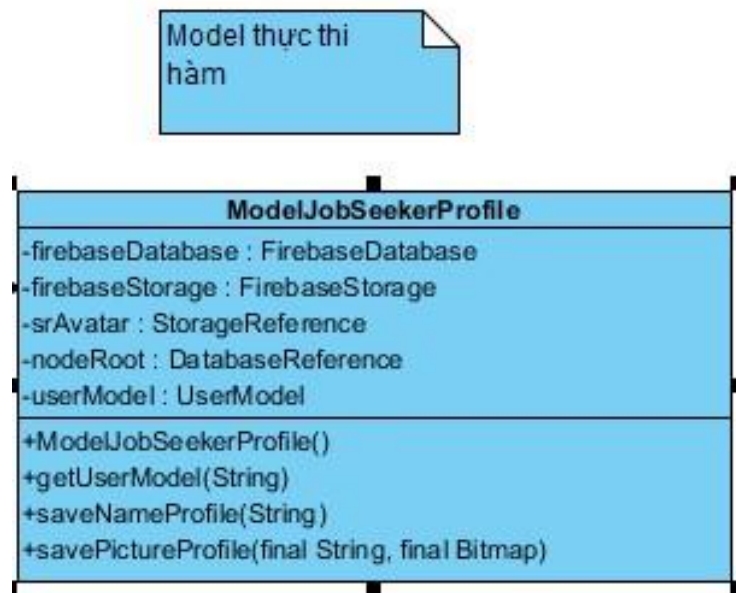 Model thực thi
hàm
ModelJobSeekerProfile
-firebaseDatabase : FirebaseDatabase
-firebaseStorage : FirebaseStorage
-srAvatar : StorageReference
-nodeRoot : DatabaseReference
-userModel : UserModel
+ModelJobSeekerProfile()
+getUserModel(String)
+saveNameProfile(String)
+savePictureProfile(final String, final Bitmap)